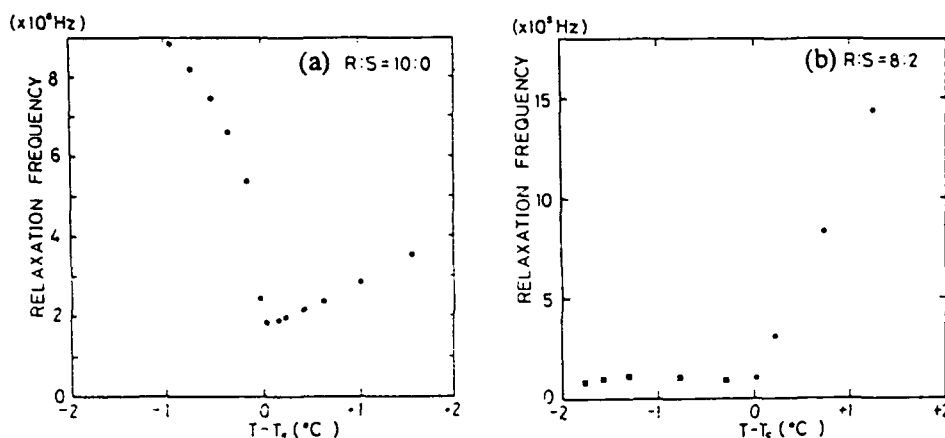 (x10⁶Hz)
(a) R:S=10:0
RELAXATION FREQUENCY
8
6
4
2
0
-2
-1
0
+1
+2
(°C)
(x10⁵Hz)
(b) R:S=8:2
RELAXATION FREQUENCY
15
10
5
0
-2
-1
0
+1
+2
T-Tc (°C)